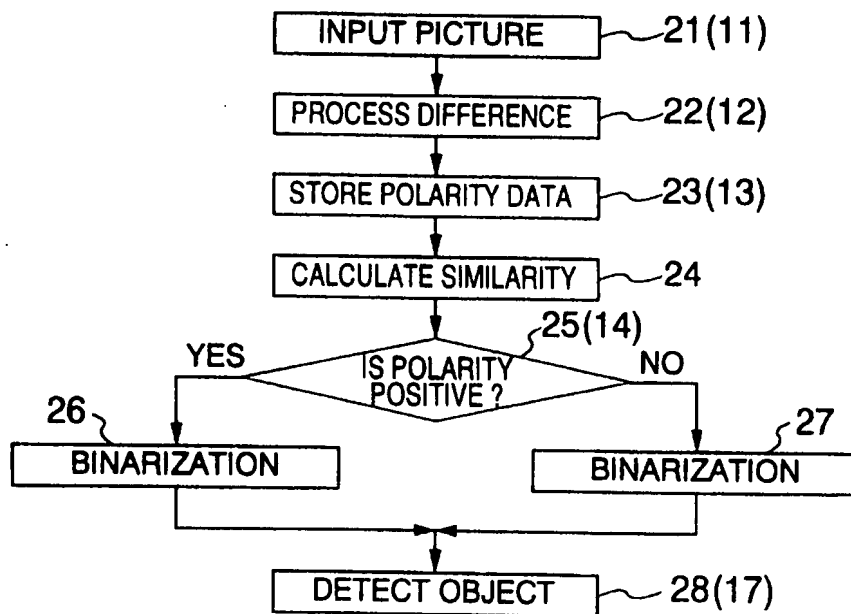 INPUT PICTURE 21(11)
PROCESS DIFFERENCE 22(12)
STORE POLARITY DATA 23(13)
CALCULATE SIMILARITY 24
25(14)
YES IS POLARITY NO
POSITIVE ?
26 27
BINARIZATION BINARIZATION
DETECT OBJECT 28(17)